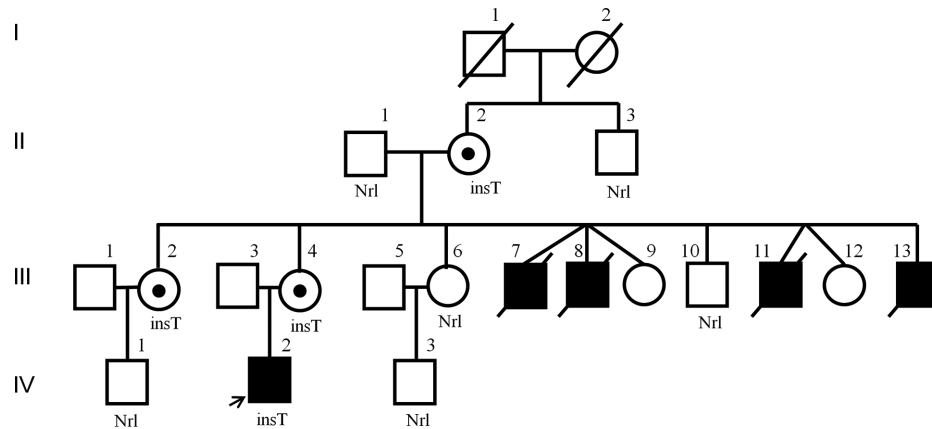 I
1 2
II
1 2 3
Nrl insT Nrl
III
1 2 3 4 5 6 7 8 9 10 11 12 13
insT insT Nrl Nrl
IV
1 2 3
Nrl insT Nrl